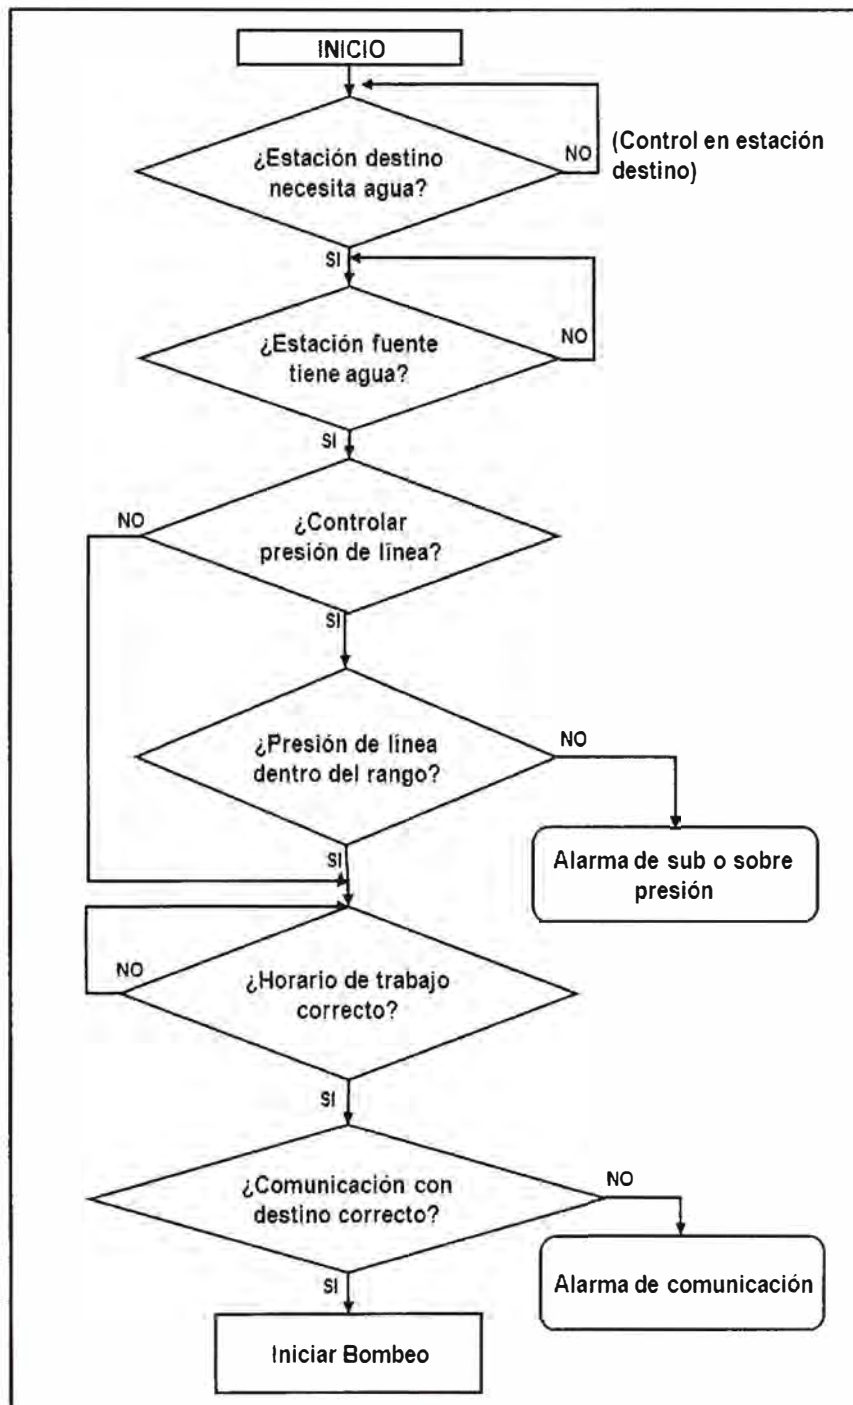 INICIO
¿Estación destino
necesita agua?
NO
(Control en estación
destino)
SI
¿Estación fuente
tiene agua?
NO
SI
¿Controlar
presión de línea?
NO
SI
¿Presión de línea
dentro del rango?
NO
Alarma de sub o sobre
presión
SI
¿Horario de trabajo
correcto?
NO
SI
¿Comunicación con
destino correcto?
NO
Alarma de comunicación
SI
Iniciar Bombeo